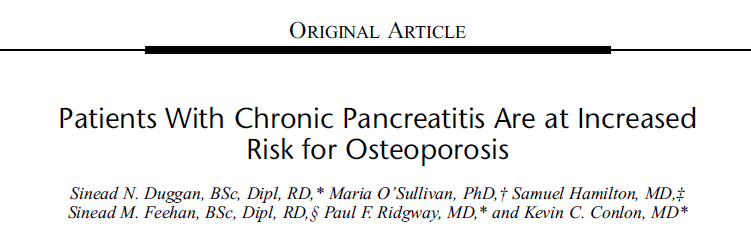 ORIGINAL ARTICLE
Patients With Chronic Pancreatitis Are at Increased
Risk for Osteoporosis
Sinead N. Duggan, BSc, Dipl, RD,* Maria O'Sullivan, PhD,† Samuel Hamilton, MD,‡
Sinead M. Feehan, BSc, Dipl, RD,§ Paul F. Ridgway, MD,* and Kevin C. Conlon, MD*